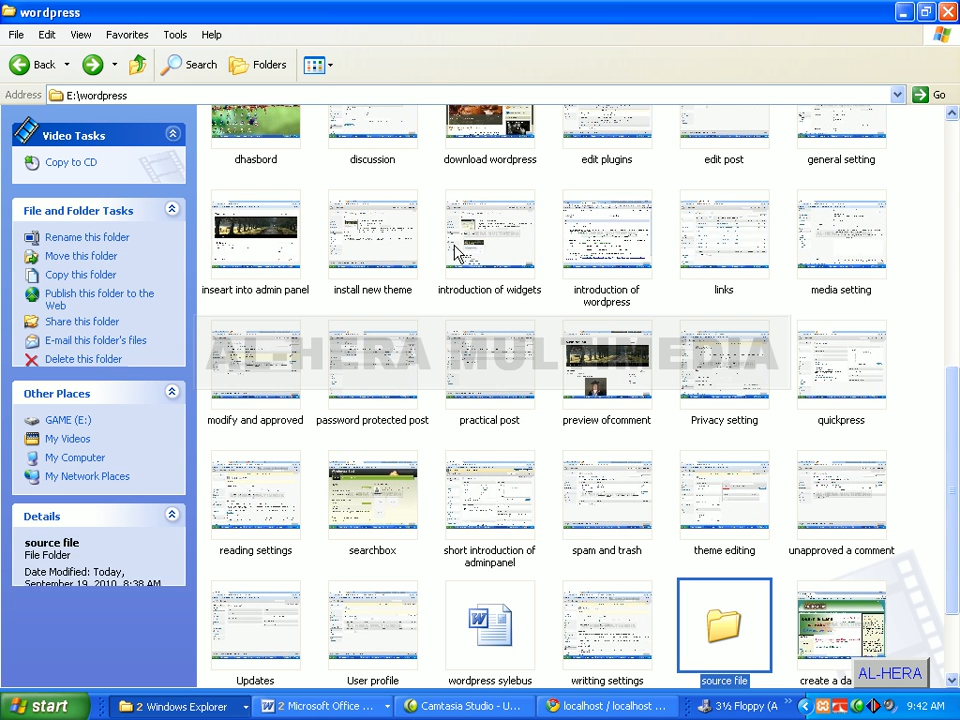 wordpress
File Edit View Favorites Tools Help
Back Search Folders
Address E:\wordpress Go
Video Tasks
Copy to CD
File and Folder Tasks
Rename this folder
Move this folder
Copy this folder
Publish this folder to the
Web
Share this folder
E-mail this folder's files
Delete this folder
Other Places
GAME (E:)
My Videos
My Computer
My Network Places
Details
source file
File Folder
Date Modified: Today,
September 19, 2010, 8:38 AM
dhasbord discussion download wordpress edit plugins edit post general setting
inseart into admin panel install new theme introduction of widgets introduction of wordpress links media setting
AL-HERA MULTIMEDIA
modify and approved password protected post practical post preview ofcomment Privacy setting quickpress
reading settings searchbox short introduction of adminpanel spam and trash theme editing unapproved a comment
Updates User profile wordpress sylebus writting settings source file create a da
AL-HERA
start 2 Windows Explorer 2 Microsoft Office ... Camtasia Studio - U... localhost / localhost ... 3½ Floppy (A 9:42 AM